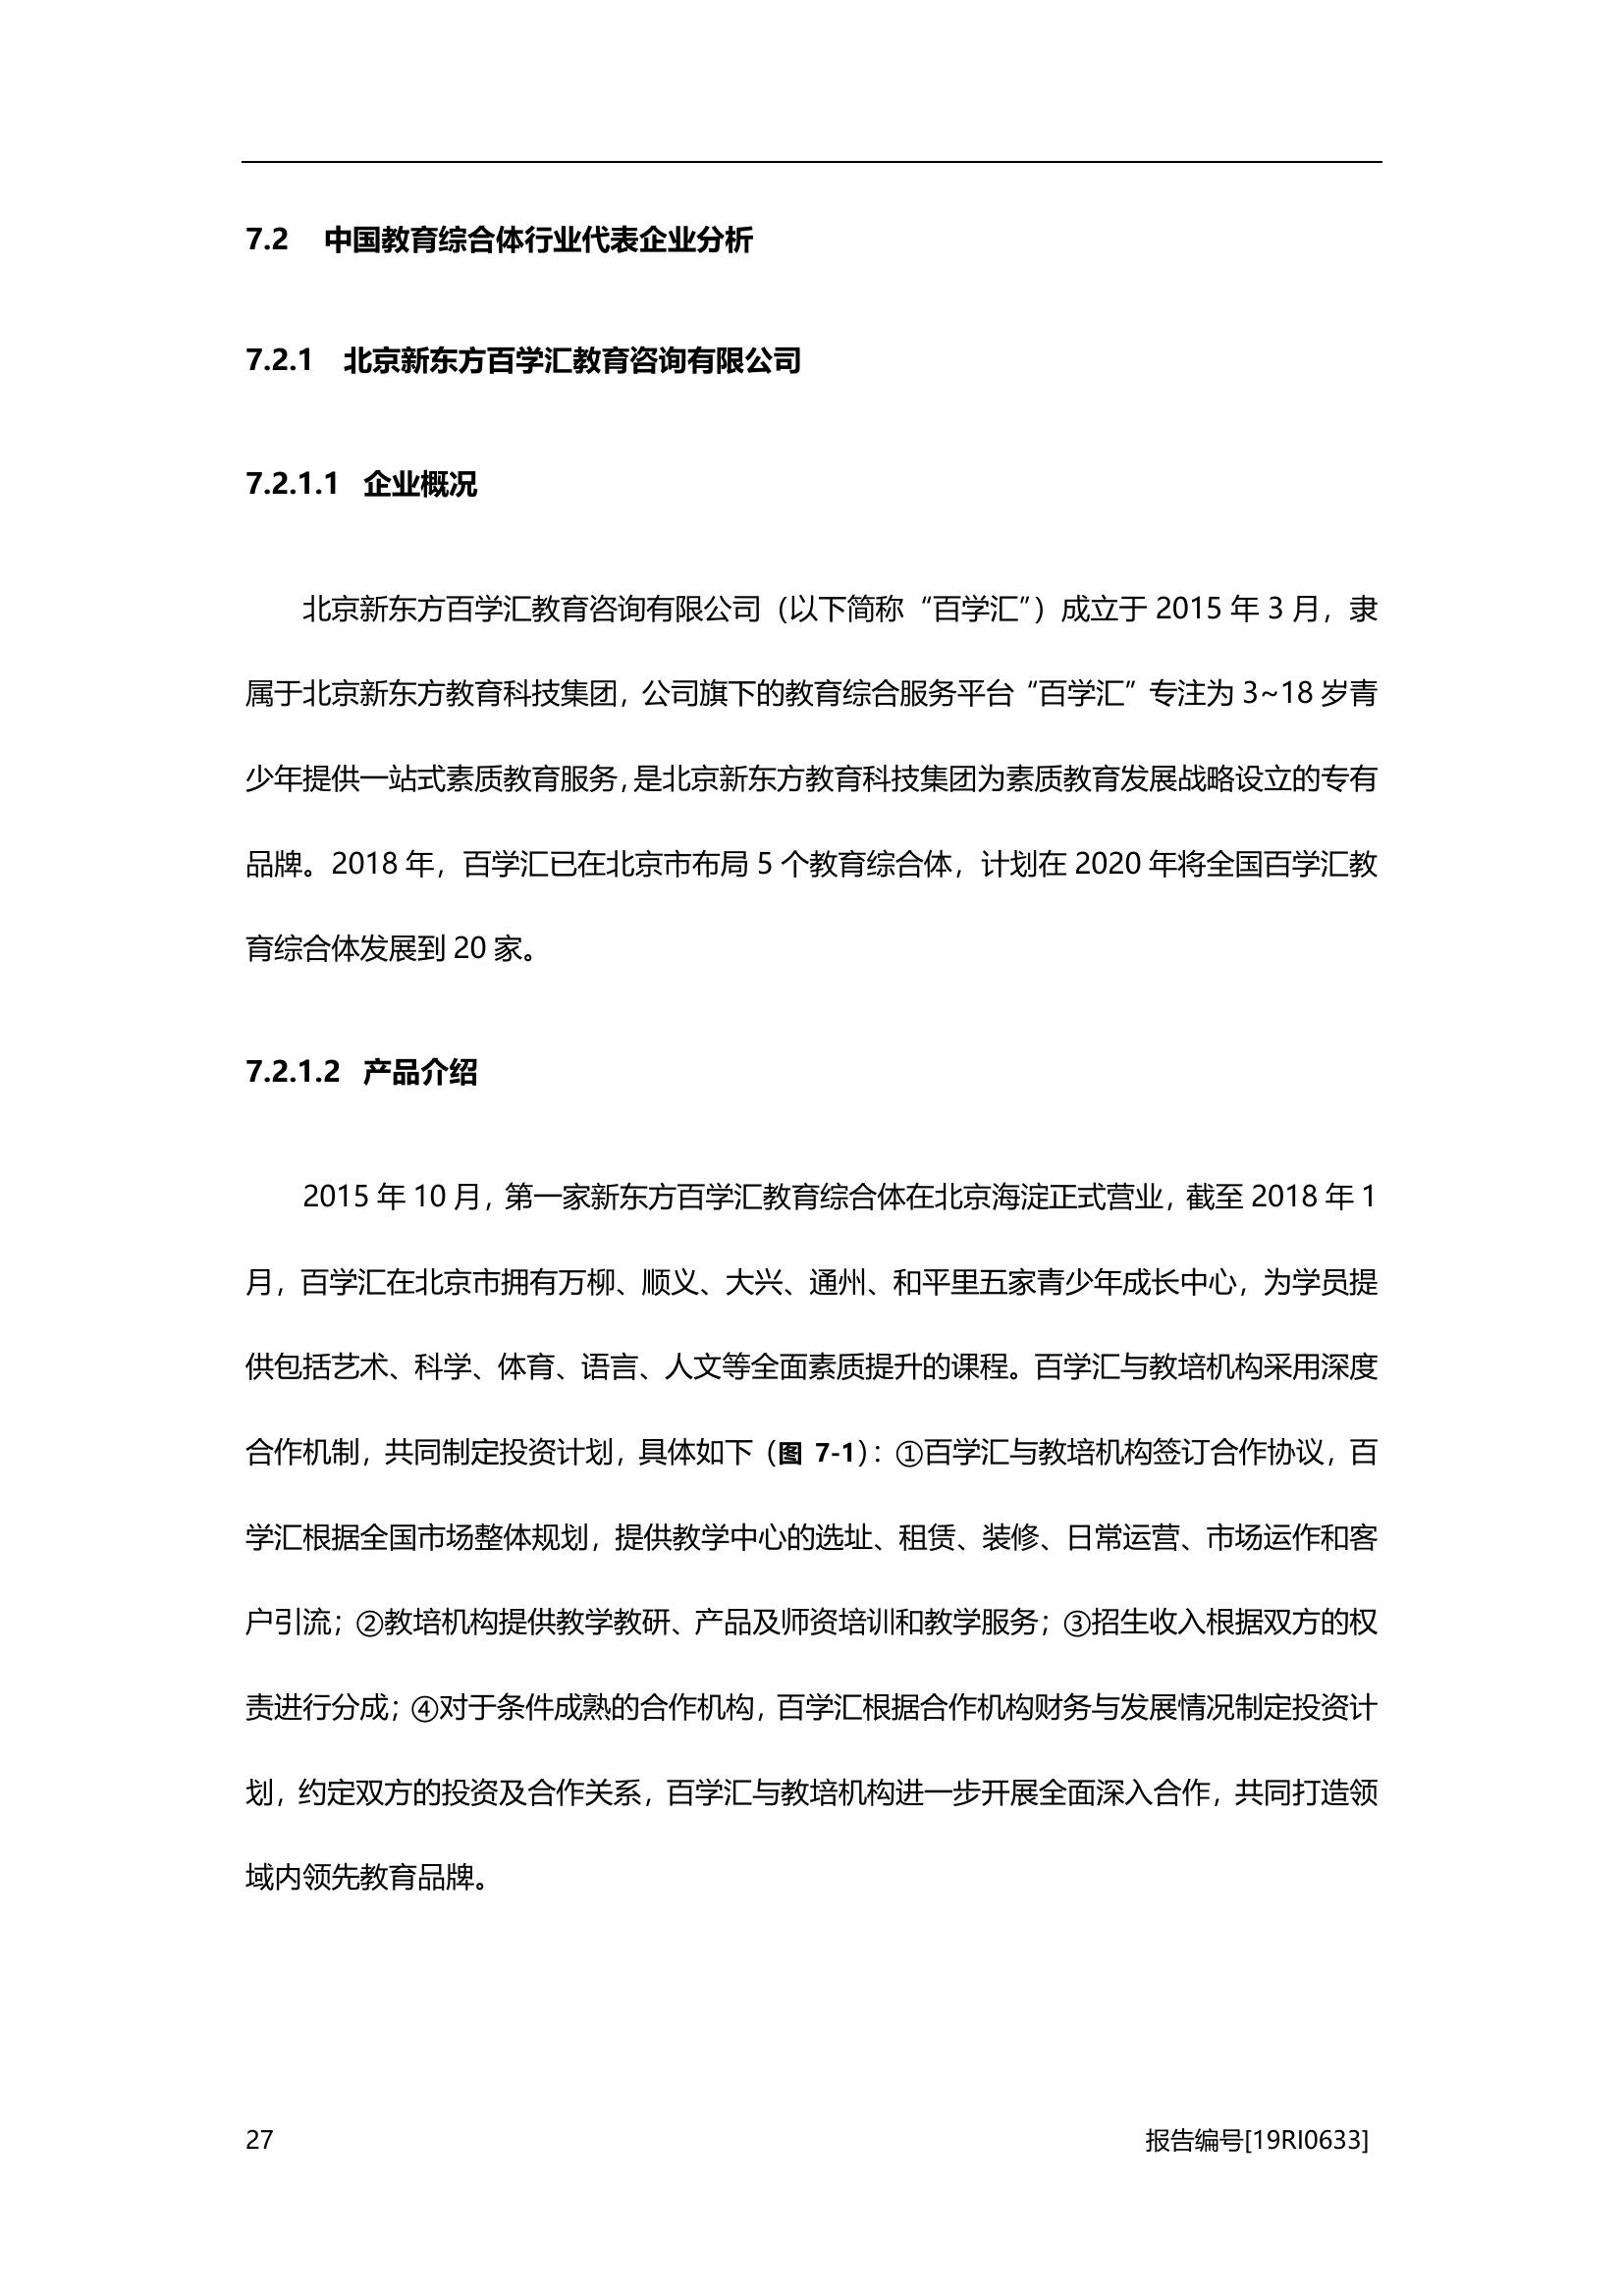 7.2 中国教育综合体行业代表企业分析
7.2.1 北京新东方百学汇教育咨询有限公司
7.2.1.1 企业概况
北京新东方百学汇教育咨询有限公司（以下简称“百学汇”）成立于 2015 年 3 月，隶
属于北京新东方教育科技集团，公司旗下的教育综合服务平台“百学汇”专注为 3~18 岁青
少年提供一站式素质教育服务，是北京新东方教育科技集团为素质教育发展战略设立的专有
品牌。2018 年，百学汇已在北京市布局 5 个教育综合体，计划在 2020 年将全国百学汇教
育综合体发展到 20 家。
7.2.1.2 产品介绍
2015 年 10 月，第一家新东方百学汇教育综合体在北京海淀正式营业，截至 2018 年 1
月，百学汇在北京市拥有万柳、顺义、大兴、通州、和平里五家青少年成长中心，为学员提
供包括艺术、科学、体育、语言、人文等全面素质提升的课程。百学汇与教培机构采用深度
合作机制，共同制定投资计划，具体如下（图 7-1）：①百学汇与教培机构签订合作协议，百
学汇根据全国市场整体规划，提供教学中心的选址、租赁、装修、日常运营、市场运作和客
户引流；②教培机构提供教学教研、产品及师资培训和教学服务；③招生收入根据双方的权
责进行分成；④对于条件成熟的合作机构，百学汇根据合作机构财务与发展情况制定投资计
划，约定双方的投资及合作关系，百学汇与教培机构进一步开展全面深入合作，共同打造领
域内领先教育品牌。
27 报告编号[19RI0633]